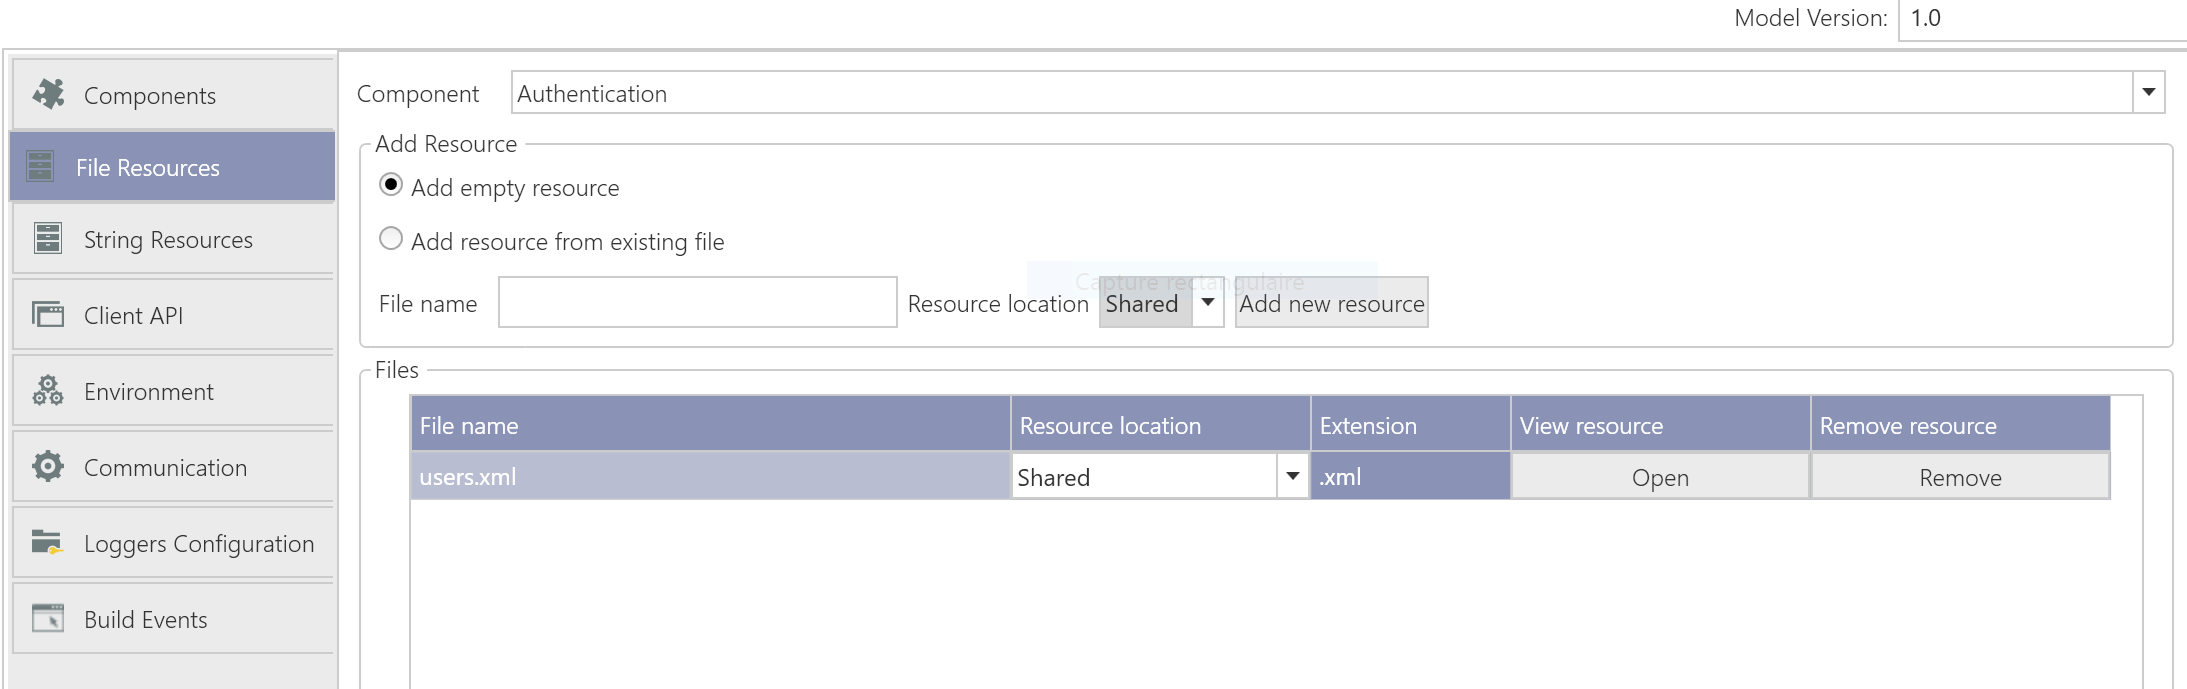 Model Version: 1.0
Components
File Resources
String Resources
Client API
Environment
Communication
Loggers Configuration
Build Events
Component Authentication
Add Resource
Add empty resource
Add resource from existing file
Capture rectangulaire
File name Resource location Shared Add new resource
Files
File name Resource location Extension View resource Remove resource
users.xml Shared .xml Open Remove